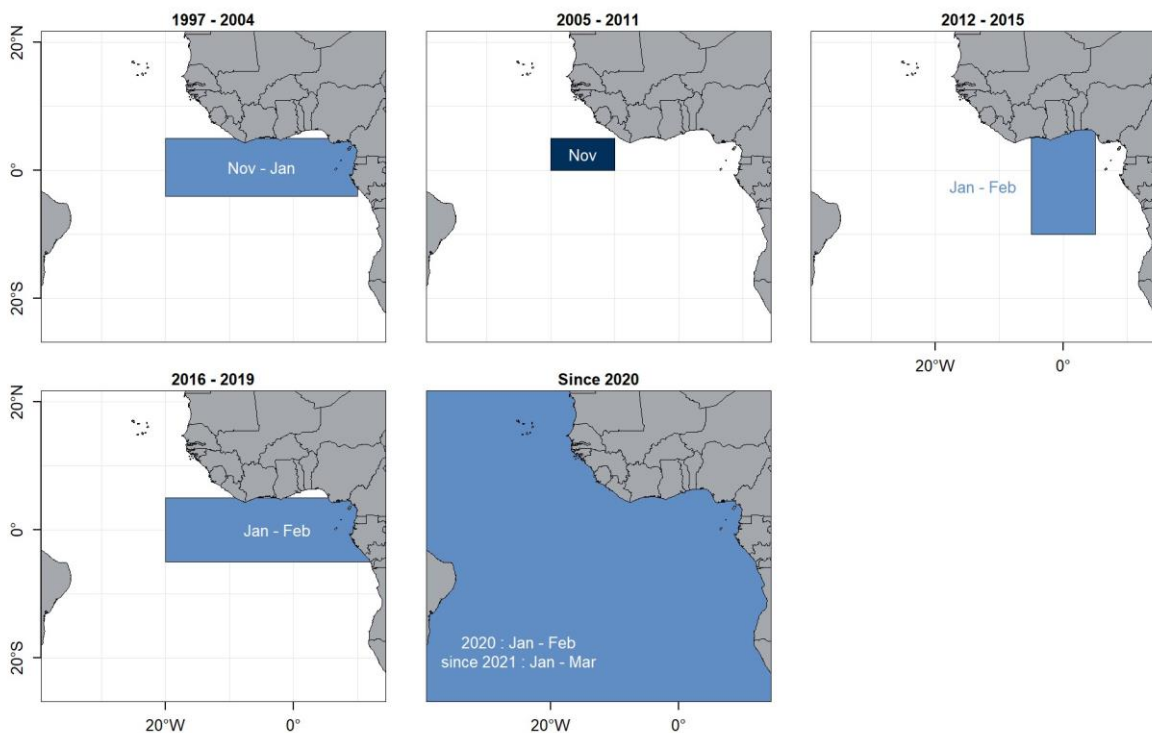 1997 - 2004
2005 - 2011
2012 - 2015
20°N
0°
20°S
Nov - Jan
Nov
Jan - Feb
20°W
0°
2016 - 2019
Since 2020
20°N
0°
20°S
Jan - Feb
2020 : Jan - Feb
since 2021 : Jan - Mar
20°W
0°
20°W
0°